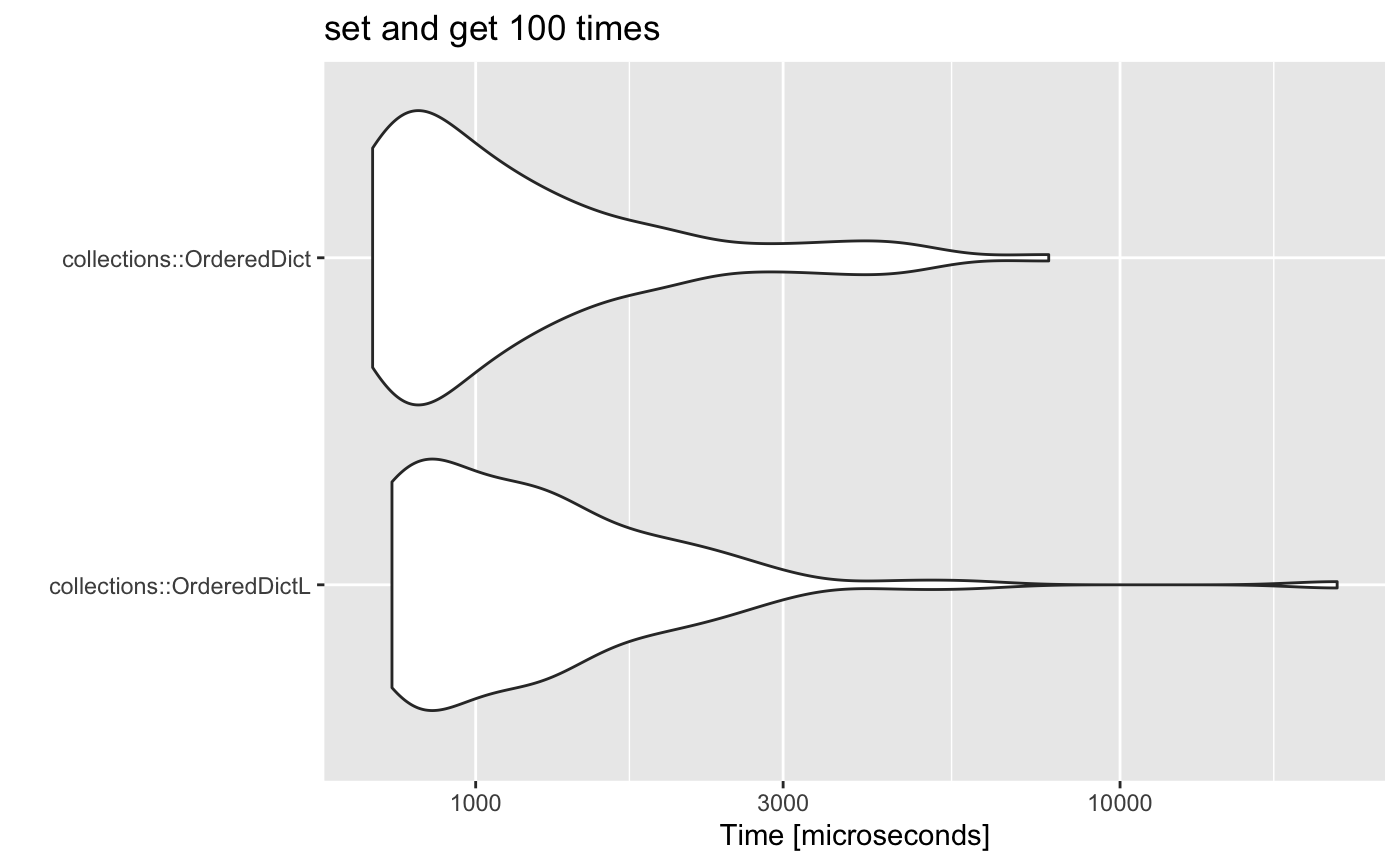 set and get 100 times
collections::OrderedDict
collections::OrderedDictL
1000 3000 10000
Time [microseconds]